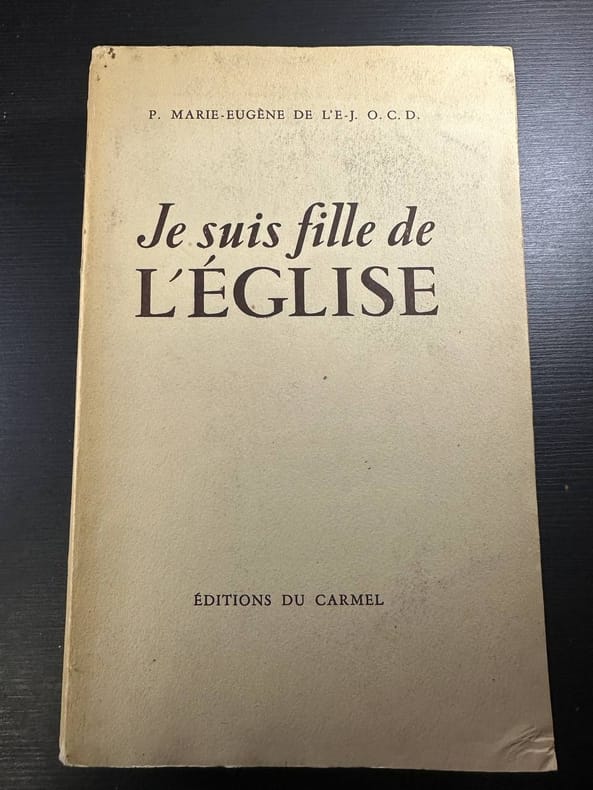 P. MARIE-EUGÈNE DE L'E-J. O.C.D.
Je suis fille de
L'ÉGLISE
ÉDITIONS DU CARMEL